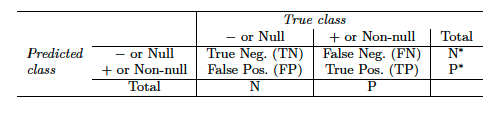 True class
− or Null + or Non-null Total
Predicted − or Null True Neg. (TN) False Neg. (FN) N*
class + or Non-null False Pos. (FP) True Pos. (TP) P*
Total N P